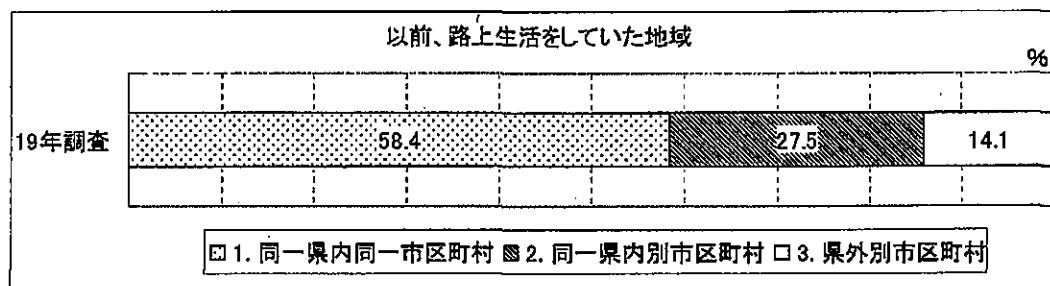 以前、路上生活をしていた地域
%
19年調査
58.4
27.5
14.1
1. 同一県内同一市区町村 2. 同一県内別市区町村 3. 県外別市区町村